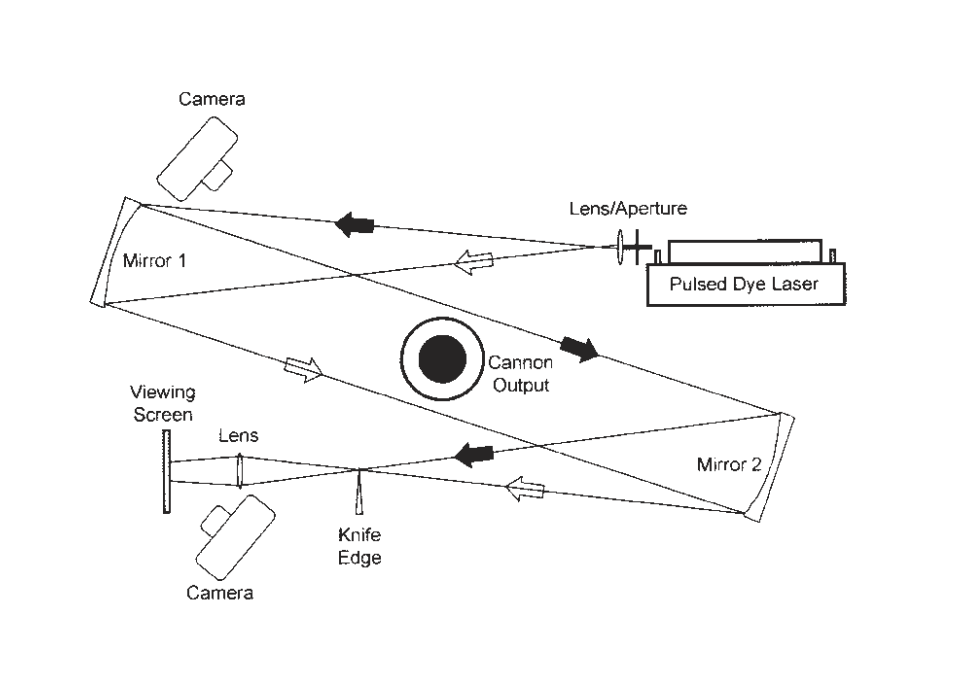 Camera
Lens/Aperture
Mirror 1
Pulsed Dye Laser
Cannon
Output
Viewing
Screen
Lens
Mirror 2
Knife
Edge
Camera